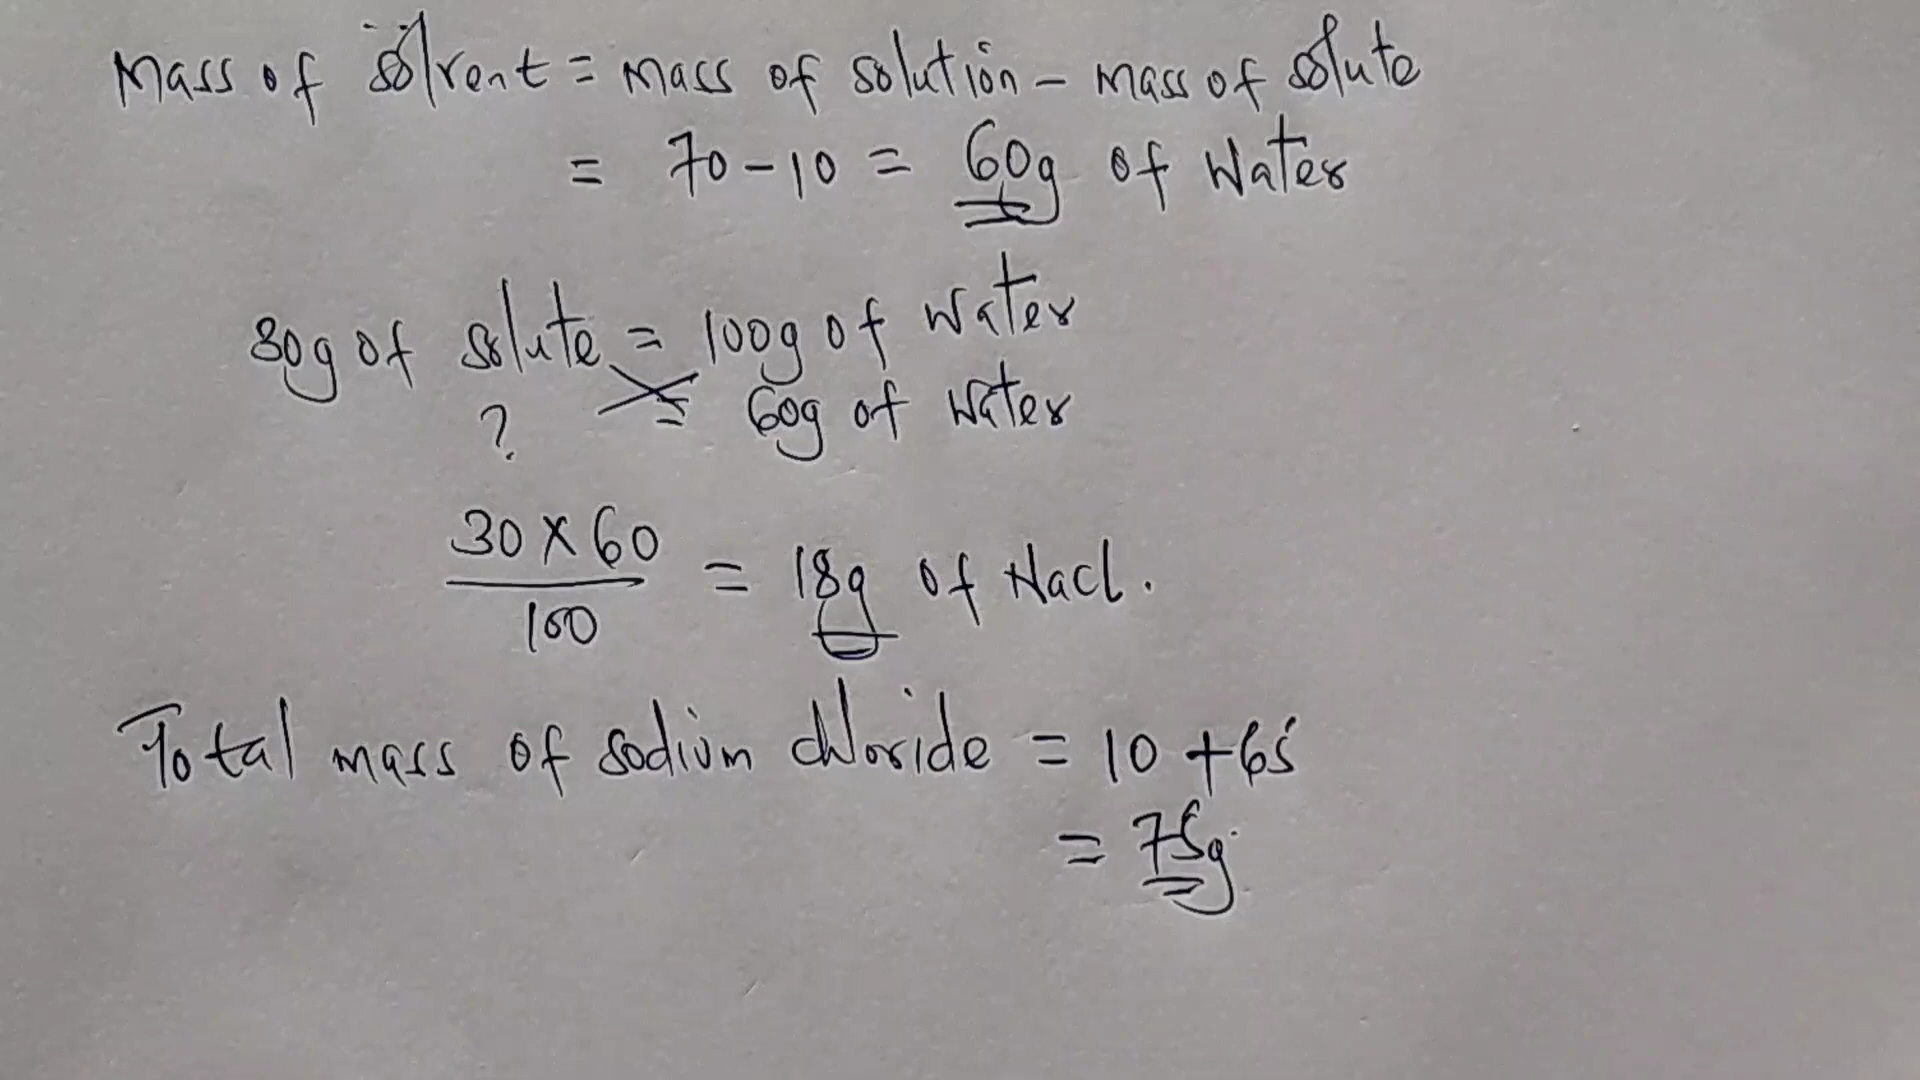 Mass of solvent = mass of solution - mass of solute
= 70 - 10 = 60g of Water
30g of solute = 100g of Water
? = 60g of Water
30 X 60
100
= 18g of Nacl.
Total mass of sodium chloride = 10 + 65
= 75g